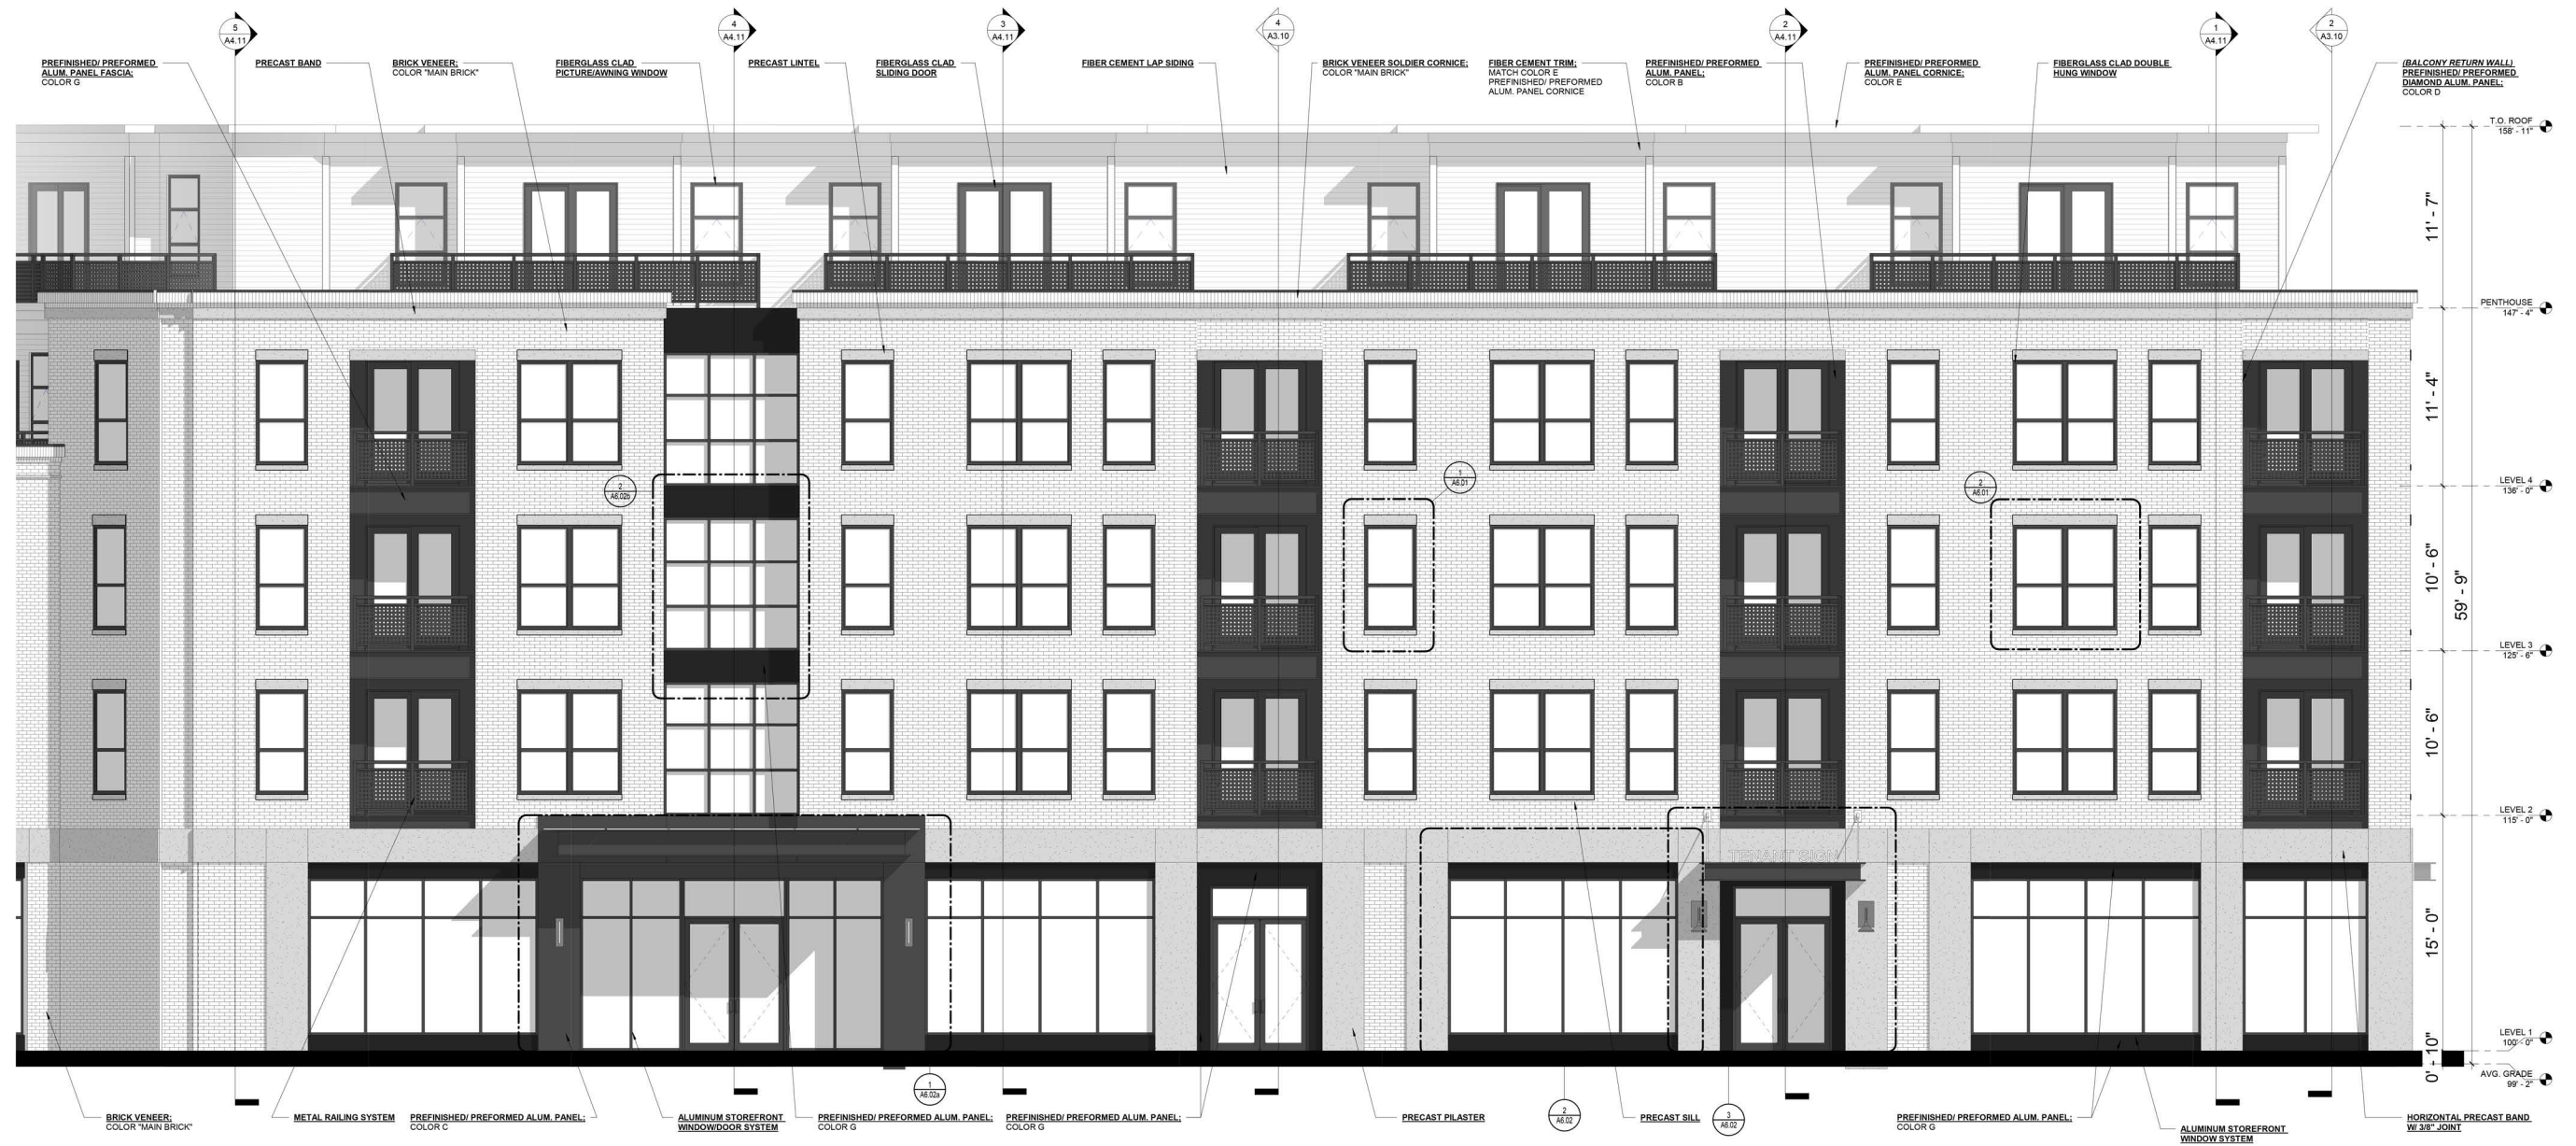 5
A4.11
4
A4.11
3
A4.11
4
A3.10
2
A4.11
1
A4.11
2
A3.10
PREFINISHED/ PREFORMED
ALUM. PANEL FASCIA;
COLOR G
PRECAST BAND
BRICK VENEER;
COLOR "MAIN BRICK"
FIBERGLASS CLAD
PICTURE/AWNING WINDOW
PRECAST LINTEL
FIBERGLASS CLAD
SLIDING DOOR
FIBER CEMENT LAP SIDING
BRICK VENEER SOLDIER CORNICE;
COLOR "MAIN BRICK"
FIBER CEMENT TRIM;
MATCH COLOR E
PREFINISHED/ PREFORMED
ALUM. PANEL CORNICE
PREFINISHED/ PREFORMED
ALUM. PANEL;
COLOR B
PREFINISHED/ PREFORMED
ALUM. PANEL CORNICE;
COLOR E
FIBERGLASS CLAD DOUBLE
HUNG WINDOW
(BALCONY RETURN WALL)
PREFINISHED/ PREFORMED
DIAMOND ALUM. PANEL;
COLOR D
T.O. ROOF
158' - 11"
11' - 7"
PENTHOUSE
147' - 4"
11' - 4"
2
A6.02b
1
A6.01
2
A6.01
LEVEL 4
136' - 0"
10' - 6"
59' - 9"
LEVEL 3
125' - 6"
10' - 6"
LEVEL 2
115' - 0"
TENANT SIGN
15' - 0"
LEVEL 1
100' - 0"
0' - 10"
AVG. GRADE
99' - 2"
1
A6.02a
2
A6.02
3
A6.02
BRICK VENEER;
COLOR "MAIN BRICK"
METAL RAILING SYSTEM
PREFINISHED/ PREFORMED ALUM. PANEL;
COLOR C
ALUMINUM STOREFRONT
WINDOW/DOOR SYSTEM
PREFINISHED/ PREFORMED ALUM. PANEL;
COLOR G
PREFINISHED/ PREFORMED ALUM. PANEL;
COLOR G
PRECAST PILASTER
PRECAST SILL
PREFINISHED/ PREFORMED ALUM. PANEL;
COLOR G
ALUMINUM STOREFRONT
WINDOW SYSTEM
HORIZONTAL PRECAST BAND
W/ 3/8" JOINT